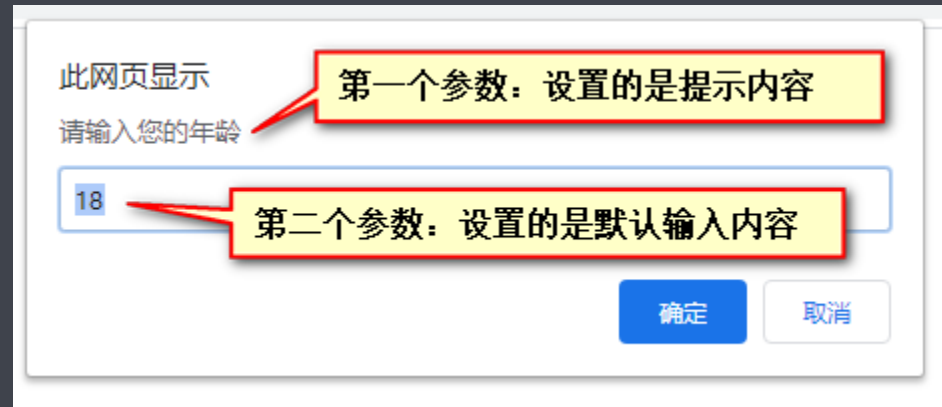 此网页显示
第一个参数：设置的是提示内容
请输入您的年龄
18
第二个参数：设置的是默认输入内容
确定
取消